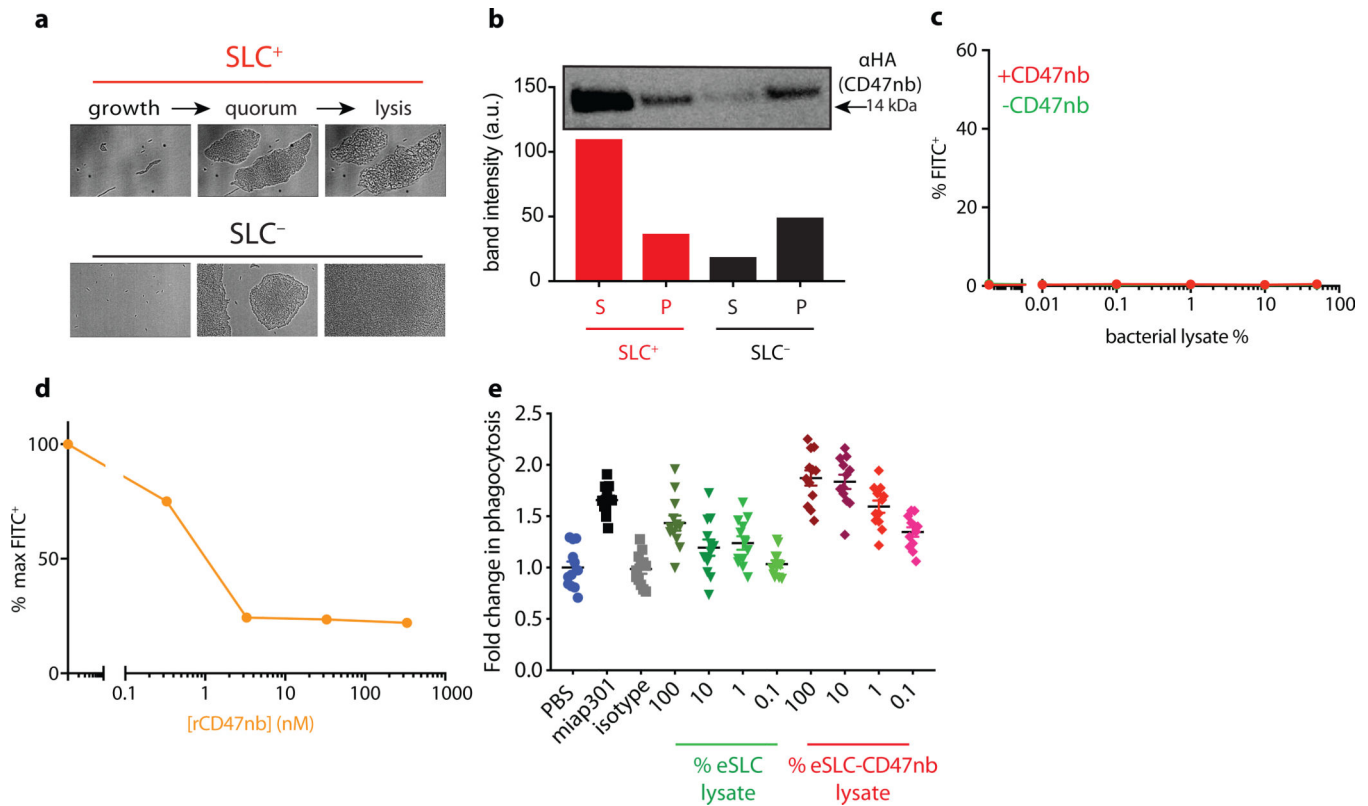 a
SLC⁺
growth → quorum → lysis
SLC⁻
b
αHA
(CD47nb)
←14 kDa
band intensity (a.u.)
150
100
50
0
S P S P
SLC⁺ SLC⁻
c
+CD47nb
-CD47nb
% FITC⁺
60
40
20
0
0.01 0.1 1 10 100
bacterial lysate %
d
% max FITC⁺
100
50
0
0.1 1 10 100 1000
[rCD47nb] (nM)
e
Fold change in phagocytosis
2.5
2.0
1.5
1.0
0.5
0.0
PBS
miap301
isotype
100
10
1
0.1
100
10
1
0.1
% eSLC
lysate
% eSLC-CD47nb
lysate